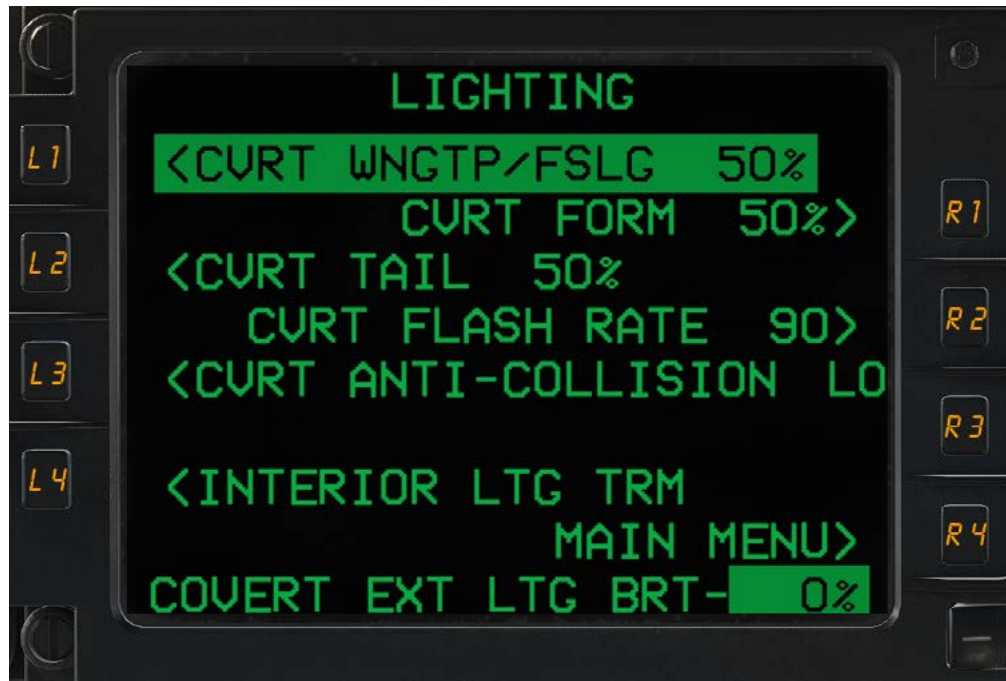 LIGHTING
L1
<CVRT WNGTP/FSLG 50%
CVRT FORM 50%>
R1
L2
<CVRT TAIL 50%
CVRT FLASH RATE 90>
R2
L3
<CVRT ANTI-COLLISION LO
R3
L4
<INTERIOR LTG TRM
MAIN MENU>
R4
COVERT EXT LTG BRT- 0%